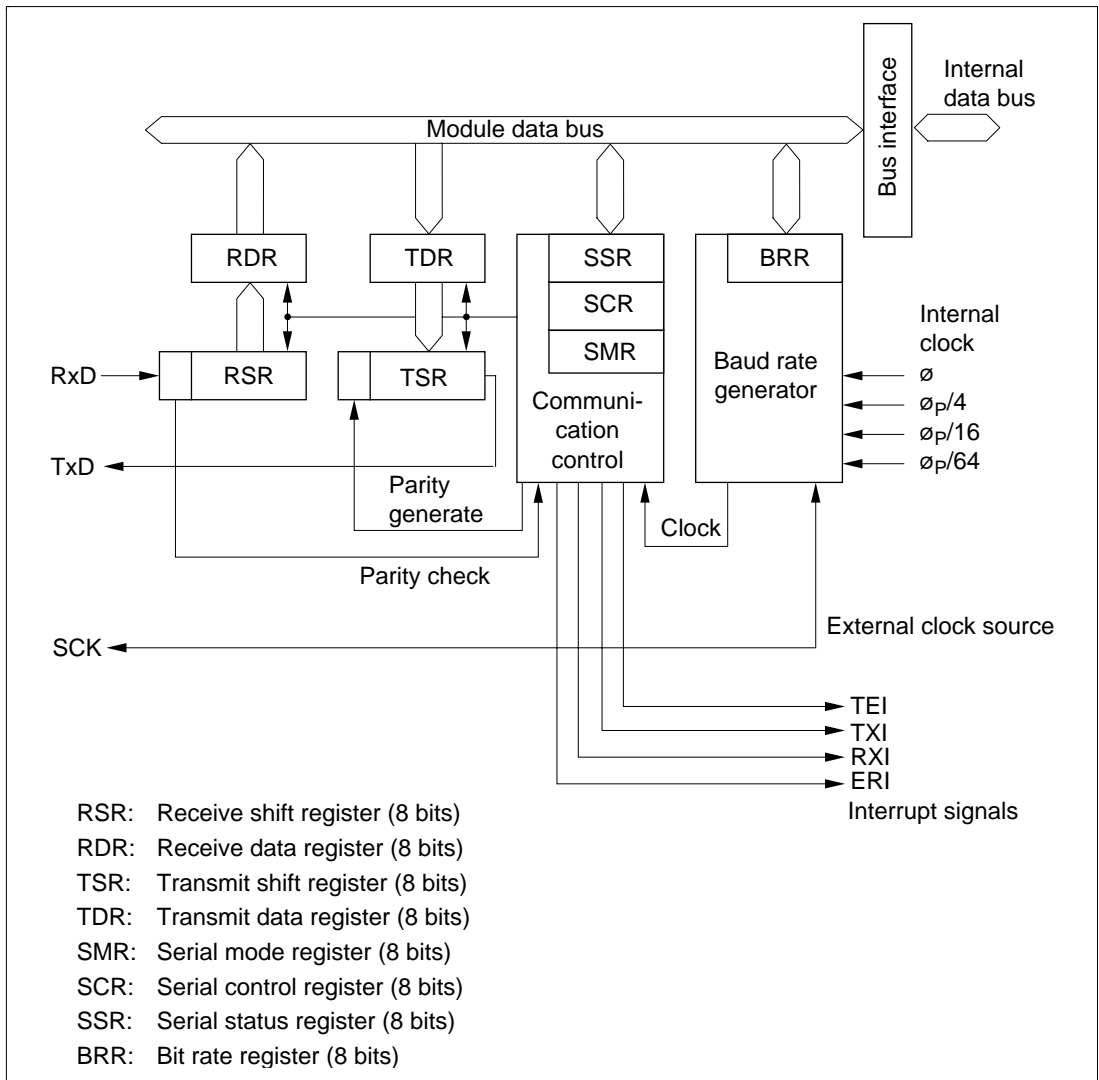 Internal
data bus
Module data bus
Bus interface
RDR
TDR
SSR
BRR
SCR
SMR
RxD
RSR
TSR
Baud rate
generator
Internal
clock
ø
øP/4
øP/16
øP/64
Communi-
cation
control
TxD
Parity
generate
Clock
Parity check
External clock source
SCK
TEI
TXI
RXI
ERI
Interrupt signals
RSR: Receive shift register (8 bits)
RDR: Receive data register (8 bits)
TSR: Transmit shift register (8 bits)
TDR: Transmit data register (8 bits)
SMR: Serial mode register (8 bits)
SCR: Serial control register (8 bits)
SSR: Serial status register (8 bits)
BRR: Bit rate register (8 bits)